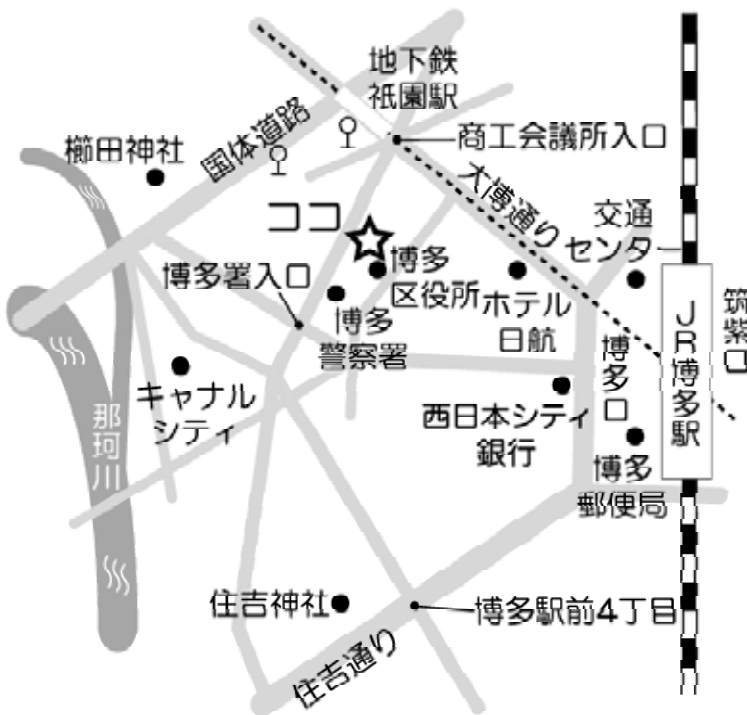 地下鉄
祇園駅
商工会議所入口
櫛田神社
国体道路
大博通り
交通
センター
ココ
博多署入口
博多
区役所
ホテル
日航
博多
警察署
筑紫口
JR博多駅
博多口
キャナル
シティ
西日本シティ
銀行
那珂川
博多
郵便局
住吉神社
博多駅前4丁目
住吉通り